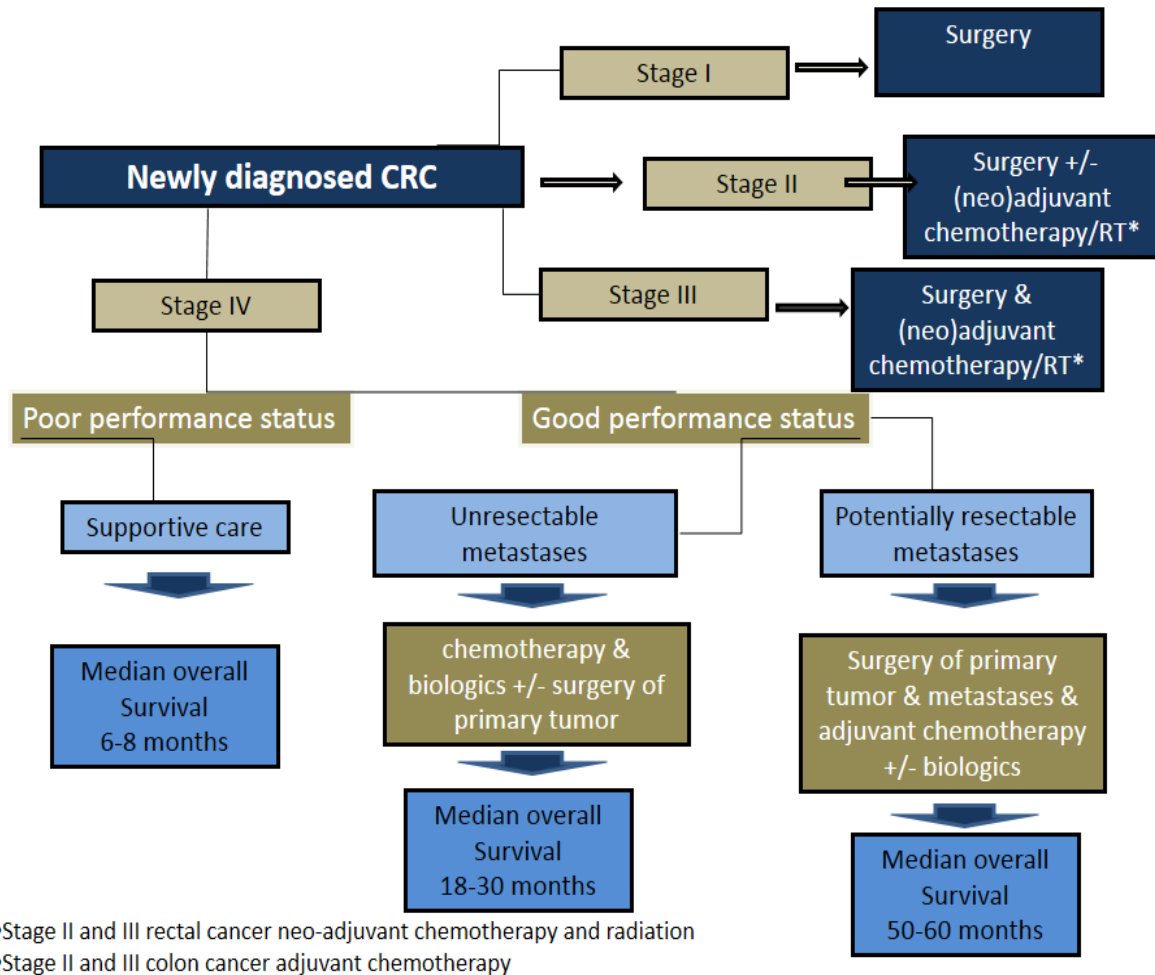 Surgery
Stage I
Newly diagnosed CRC
Stage II
Surgery +/-
(neo)adjuvant
chemotherapy/RT*
Stage IV
Stage III
Surgery &
(neo)adjuvant
chemotherapy/RT*
Poor performance status
Good performance status
Supportive care
Unresectable
metastases
Potentially resectable
metastases
Median overall
Survival
6-8 months
chemotherapy &
biologics +/- surgery of
primary tumor
Surgery of primary
tumor & metastases &
adjuvant chemotherapy
+/- biologics
Median overall
Survival
18-30 months
Median overall
Survival
50-60 months
•Stage II and III rectal cancer neo-adjuvant chemotherapy and radiation
•Stage II and III colon cancer adjuvant chemotherapy